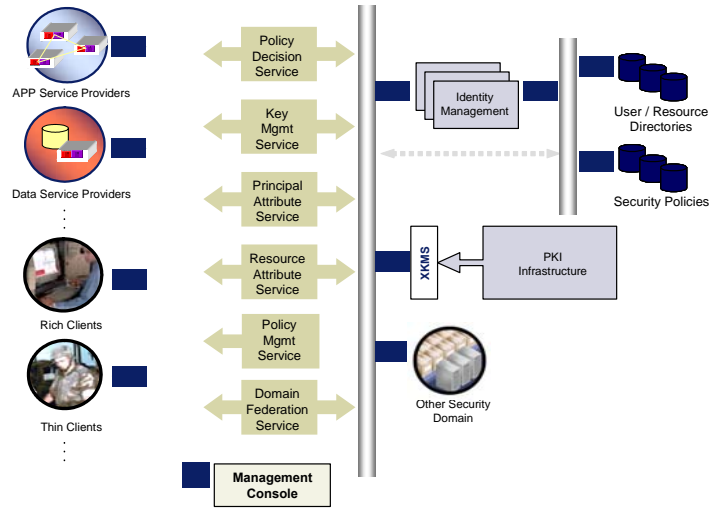 APP Service Providers
Data Service Providers
Rich Clients
Thin Clients
Policy
Decision
Service
Key
Mgmt
Service
Principal
Attribute
Service
Resource
Attribute
Service
Policy
Mgmt
Service
Domain
Federation
Service
Management
Console
Identity
Management
User / Resource
Directories
Security Policies
XKMS
PKI
Infrastructure
Other Security
Domain